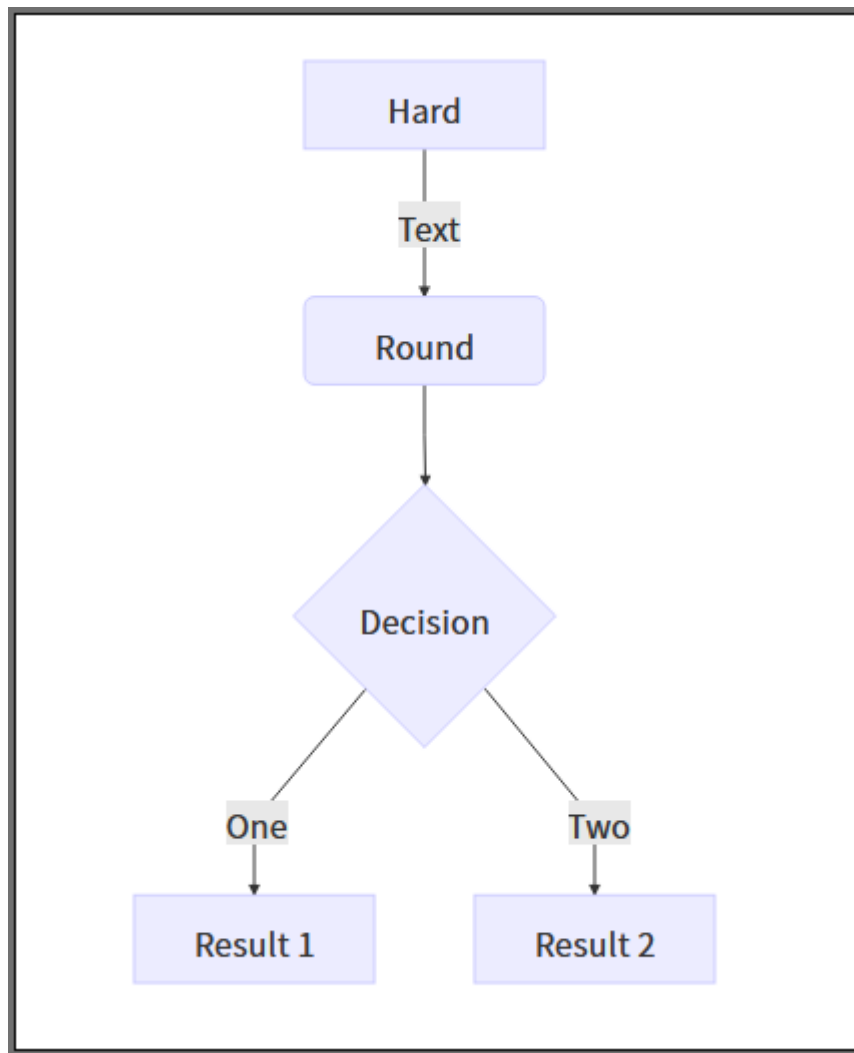 Hard
Text
Round
Decision
One
Two
Result 1
Result 2